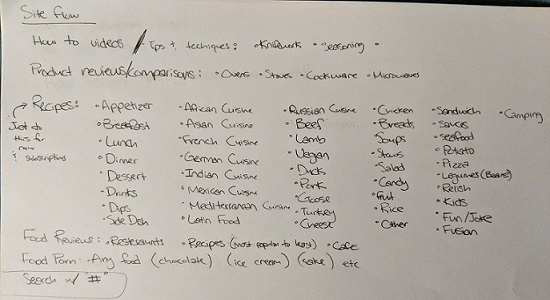 Site flow
How to videos / Tips & techniques: • Knifework • Seasoning •
Product reviews/comparisons: • Ovens • Stoves • Cookware • Microwaves
→ Recipes: • Appetizer • African Cuisine • Russian Cuisine • Chicken • Sandwich • Camping
Just do • Breakfast • Asian Cuisine • Beef • Breads • Sauces
this for • Lunch • French Cuisine • Lamb • Soups • Seafood
now • Dinner • German Cuisine • Vegan • Stews • Potato
& subscriptions • Dessert • Indian Cuisine • Duck • Salad • Pizza
• Drinks • Mexican Cuisine • Pork • Candy • Legumes (Beans)
• Dips • Mediterranean Cuisine • Goose • Fruit • Relish
• Side Dish • Latin Food • Turkey • Rice • Kids
• Cheese • Other • Fun/Joke
• Fusion
Food Reviews: • Restaurants • Recipes (most popular to least) • Cafe
Food Porn: • Any food (chocolate) (ice cream) (cake) etc
Search w/ "#"